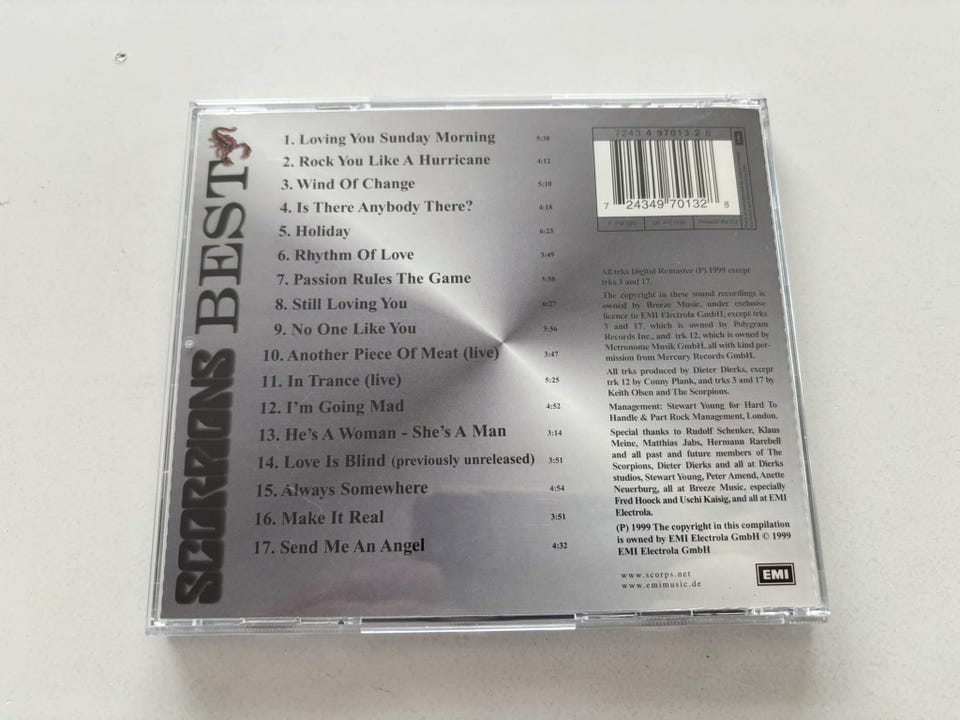 SCORPIONS BEST
1. Loving You Sunday Morning 5:38
2. Rock You Like A Hurricane 4:12
3. Wind Of Change 5:10
4. Is There Anybody There? 4:18
5. Holiday 6:23
6. Rhythm Of Love 3:49
7. Passion Rules The Game 5:58
8. Still Loving You 6:27
9. No One Like You 3:56
10. Another Piece Of Meat (live) 3:47
11. In Trance (live) 5:25
12. I'm Going Mad 4:52
13. He's A Woman - She's A Man 3:14
14. Love Is Blind (previously unreleased) 3:51
15. Always Somewhere 4:54
16. Make It Real 3:51
17. Send Me An Angel 4:32
7243 4 97013 2 8
7 24349 70132 8
All trks Digital Remaster (P) 1999 except
trks 3 and 17.
The copyright in these sound recordings is
owned by Breeze Music, under exclusive
licence to EMI Electrola GmbH, except trks
3 and 17, which is owned by Polygram
Records Inc., and trk 12, which is owned by
Metronome Musik GmbH, all with kind per-
mission from Mercury Records GmbH.
All trks produced by Dieter Dierks, except
trk 12 by Conny Plank, and trks 3 and 17 by
Keith Olsen and The Scorpions.
Management: Stewart Young for Hard To
Handle & Part Rock Management, London.
Special thanks to Rudolf Schenker, Klaus
Meine, Matthias Jabs, Hermann Rarebell
and all past and future members of The
Scorpions, Dieter Dierks and all at Dierks
studios, Stewart Young, Peter Amend, Anette
Neuerburg, all at Breeze Music, especially
Fred Hoock and Uschi Kaisig, and all at EMI
Electrola.
(P) 1999 The copyright in this compilation
is owned by EMI Electrola GmbH © 1999
EMI Electrola GmbH
www.scorps.net
www.emimusic.de
EMI